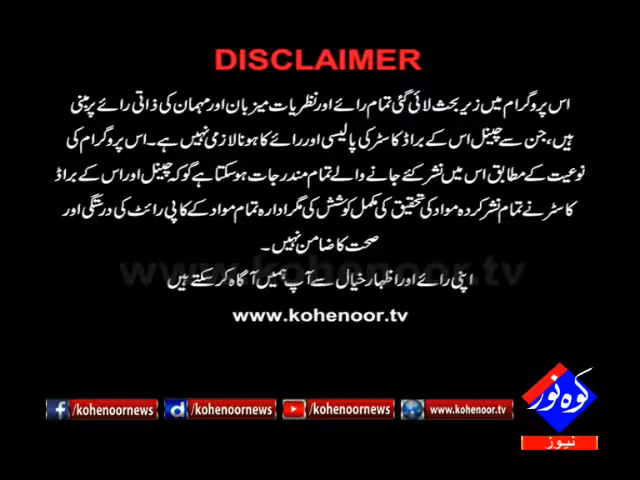 DISCLAIMER
اس پروگرام میں زیر بحث لائی گئی تمام رائے اور نظریات میزبان اور مہمان کی ذاتی رائے پر مبنی
ہیں، جن سے چینل اس کے براڈ کاسٹر کی پالیسی اور رائے کا ہونا لازمی نہیں ہے۔ اس پروگرام کی
نوعیت کے مطابق اس میں نشر کئے جانے والے تمام مندرجات ہو سکتا ہے گو کہ چینل اور اس کے براڈ
کاسٹر نے تمام نشر کردہ مواد کی تحقیق کی مکمل کوشش کی مگر ادارہ تمام مواد کے کاپی رائٹ کی درستگی اور
صحت کا ضامن نہیں۔
www.kohenoor.tv
اپنی رائے اور اظہار خیال سے آپ ہمیں آگاہ کر سکتے ہیں
www.kohenoor.tv
/kohenoornews
/kohenoornews
/kohenoornews
www.kohenoor.tv
کوہ نور
نیوز